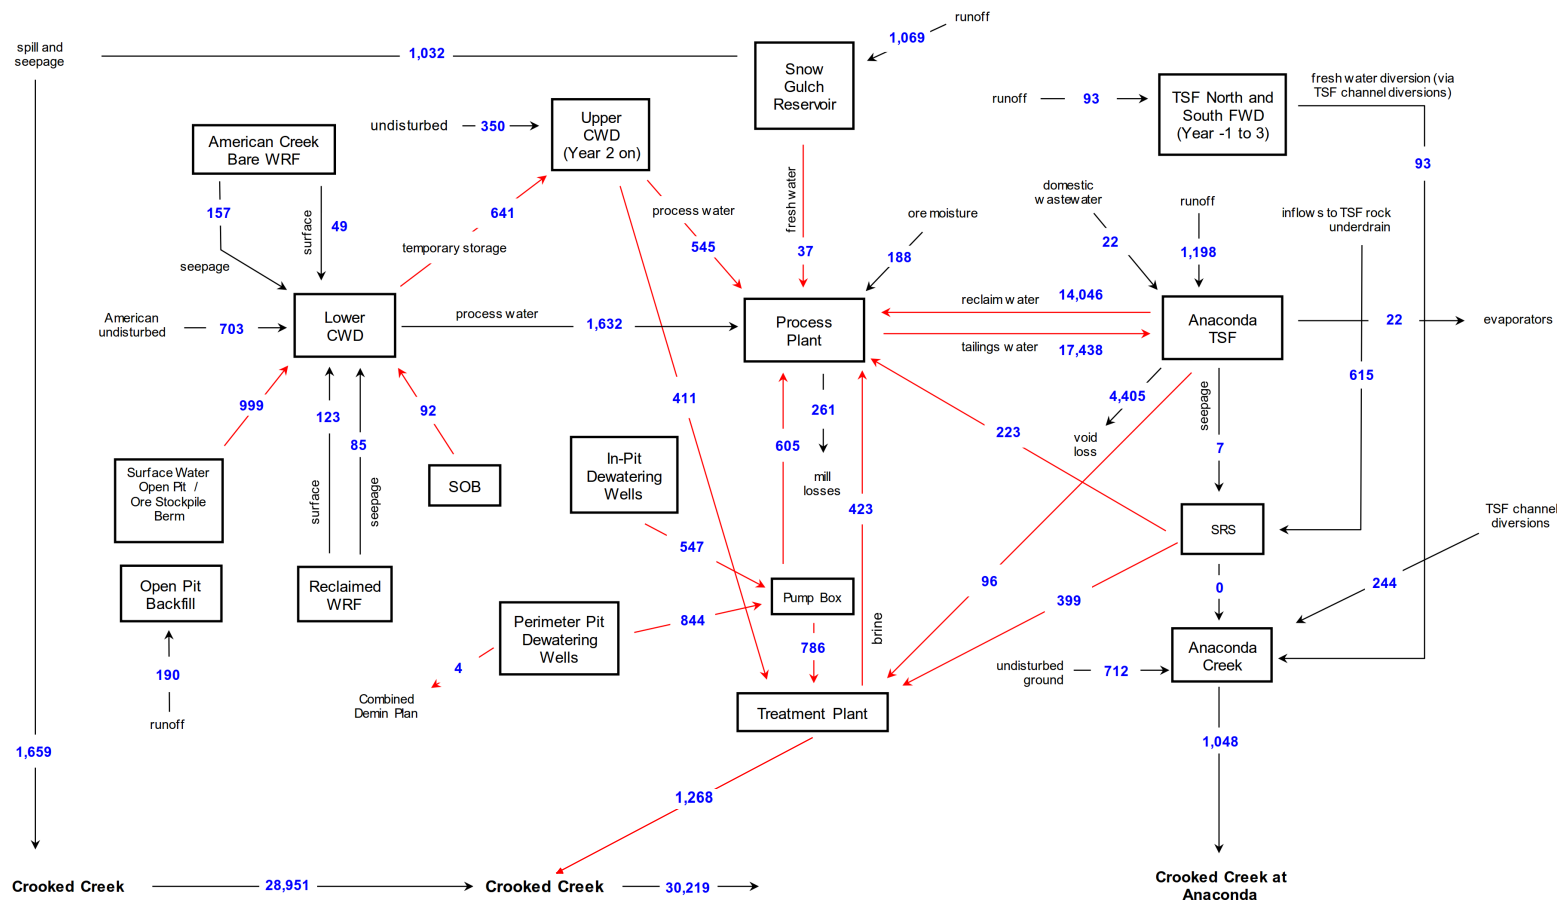 runoff
1,069
spill and
seepage
1,032
Snow
Gulch
Reservoir
fresh water diversion (via
TSF channel diversions)
runoff
93
TSF North and
South FWD
(Year -1 to 3)
undisturbed
350
Upper
CWD
(Year 2 on)
American Creek
Bare WRF
93
157
surface
49
641
temporary storage
seepage
process water
545
fresh water
37
ore moisture
188
domestic
wastewater
22
runoff
1,198
inflows to TSF rock
underdrain
American
undisturbed
703
Lower
CWD
process water
1,632
Process
Plant
reclaim water
14,046
tailings water
17,438
Anaconda
TSF
22
evaporators
615
999
123
85
92
411
605
261
mill
losses
4,405
void
loss
223
seepage
7
Surface Water
Open Pit /
Ore Stockpile
Berm
surface
seepage
SOB
In-Pit
Dewatering
Wells
547
423
SRS
TSF channel
diversions
Open Pit
Backfill
Reclaimed
WRF
Pump Box
96
399
0
244
190
runoff
Perimeter Pit
Dewatering
Wells
844
4
Combined
Demin Plan
786
brine
undisturbed
ground
712
Anaconda
Creek
Treatment Plant
1,659
1,048
1,268
Crooked Creek
28,951
Crooked Creek
30,219
Crooked Creek at
Anaconda